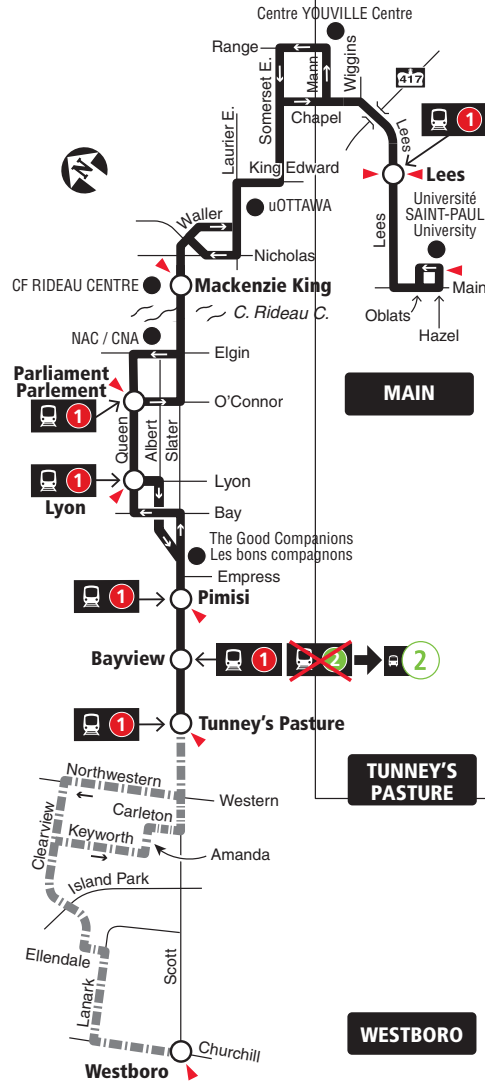 Centre YOUVILLE Centre
Range
Somerset E.
Mann
Wiggins
417
Chapel
Laurier E.
Lees
1
Lees
King Edward
uOTTAWA
Université
SAINT-PAUL
University
Waller
Nicholas
Lees
Main
Oblats
Hazel
CF RIDEAU CENTRE
Mackenzie King
C. Rideau C.
NAC / CNA
Elgin
Parliament
Parlement
1
O'Connor
MAIN
Queen
Albert
Slater
1
Lyon
Lyon
Bay
The Good Companions
Les bons compagnons
Empress
1
Pimisi
Bayview
1
2
2
1
Tunney's Pasture
Northwestern
Western
TUNNEY'S
PASTURE
Carleton
Clearview
Keyworth
Amanda
Island Park
Ellendale
Scott
Lanark
WESTBORO
Churchill
Westboro
N